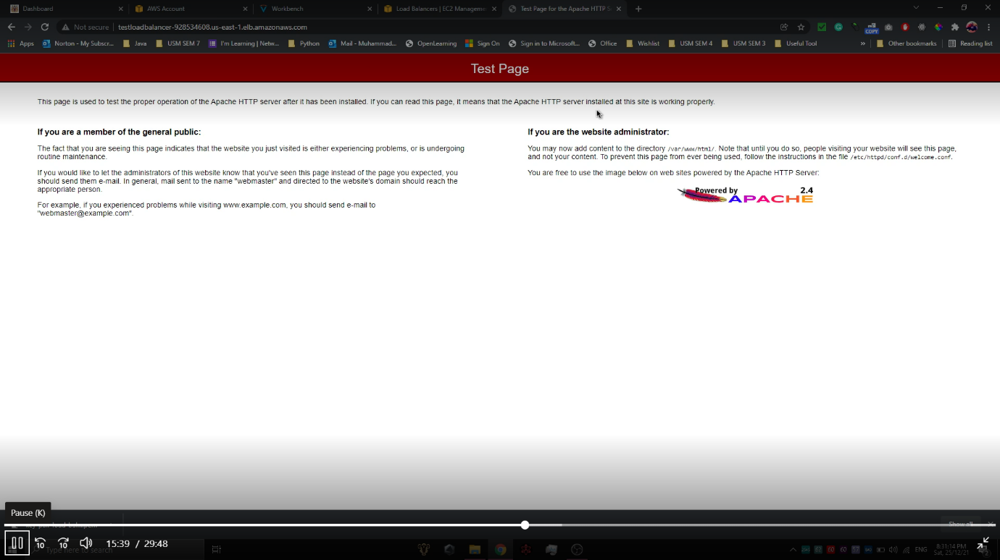 Dashboard
AWS Account
Workbench
Load Balancers | EC2 Manageme
Test Page for the Apache HTTP S
Not secure
testloadbalancer-928534608.us-east-1.elb.amazonaws.com
COPY
Apps
Norton - My Subscr...
USM SEM 7
I'm Learning | Netw...
Python
Mail - Muhammad...
OpenLearning
Sign On
Sign in to Microsoft...
Office
Wishlist
USM SEM 4
USM SEM 3
Useful Tool
»
Other bookmarks
Reading list
Java
Test Page
This page is used to test the proper operation of the Apache HTTP server after it has been installed. If you can read this page, it means that the Apache HTTP server installed at this site is working properly.
If you are a member of the general public:
The fact that you are seeing this page indicates that the website you just visited is either experiencing problems, or is undergoing
routine maintenance.
If you would like to let the administrators of this website know that you've seen this page instead of the page you expected, you
should send them e-mail. In general, mail sent to the name "webmaster" and directed to the website's domain should reach the
appropriate person.
For example, if you experienced problems while visiting www.example.com, you should send e-mail to
"webmaster@example.com".
If you are the website administrator:
You may now add content to the directory /var/www/html/. Note that until you do so, people visiting your website will see this page,
and not your content. To prevent this page from ever being used, follow the instructions in the file /etc/httpd/conf.d/welcome.conf.
You are free to use the image below on web sites powered by the Apache HTTP Server:
Powered by 2.4
APACHE
Pause (K)
Show all
10
10
15:39 / 29:48
Type here to search
ENG
8:31:14 PM
Sat, 25/12/21